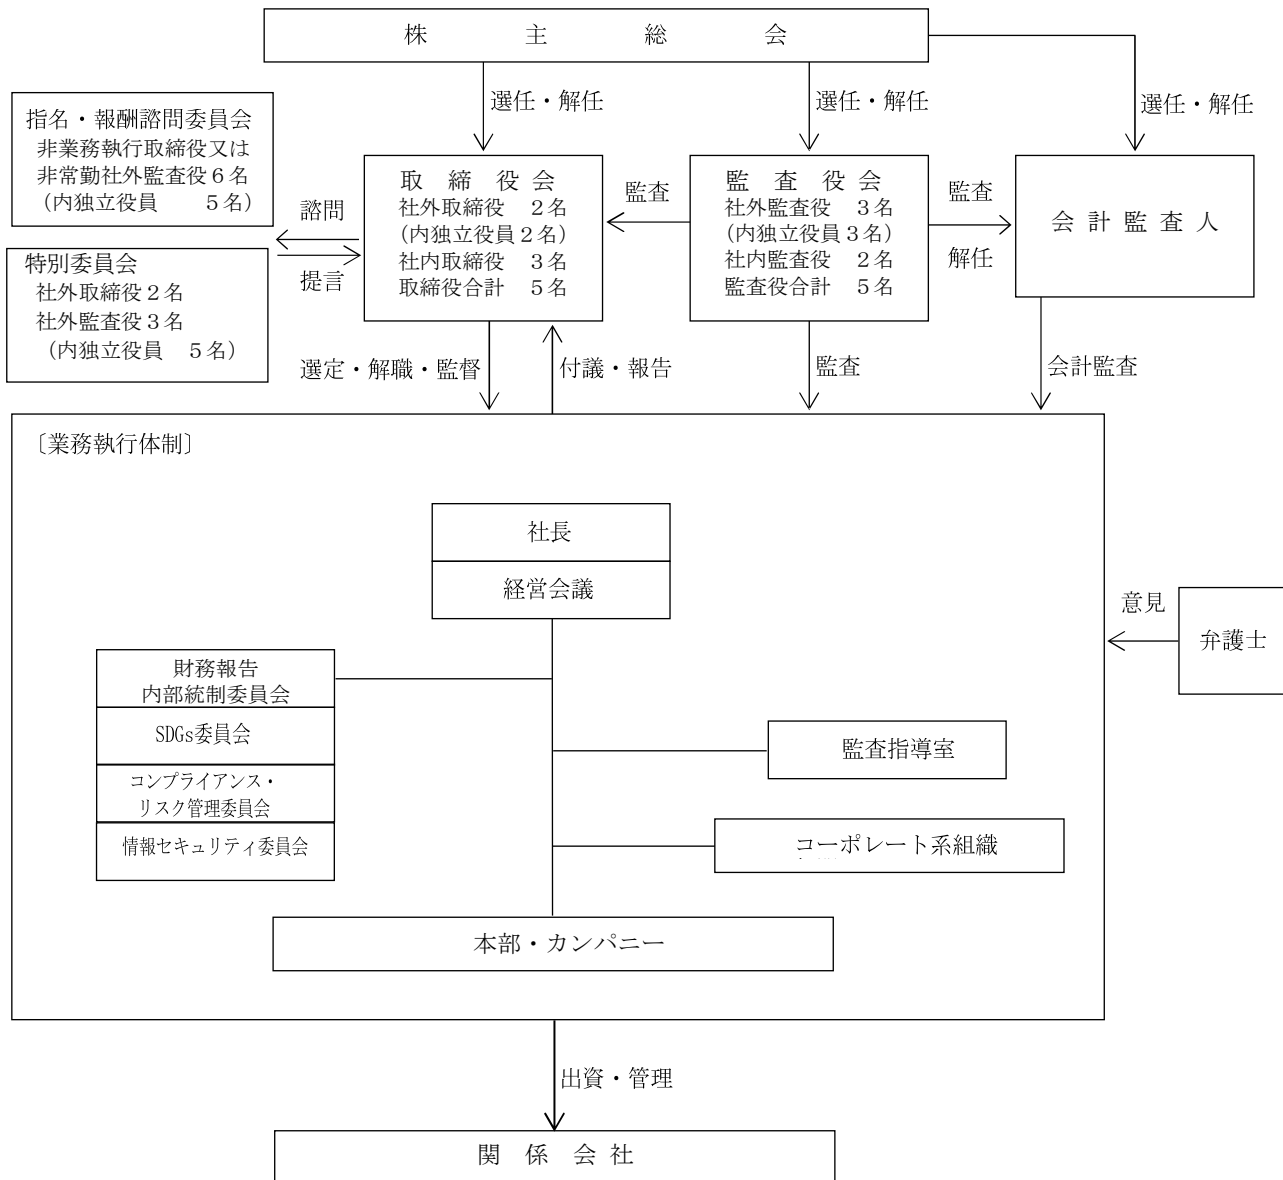 株主総会
選任・解任
選任・解任
選任・解任
指名・報酬諮問委員会
非業務執行取締役又は
非常勤社外監査役6名
(内独立役員 5名)
諮問
提言
特別委員会
社外取締役2名
社外監査役3名
(内独立役員 5名)
取締役会
社外取締役 2名
(内独立役員2名)
社内取締役 3名
取締役合計 5名
監査
監査役会
社外監査役 3名
(内独立役員3名)
社内監査役 2名
監査役合計 5名
監査
解任
会計監査人
選定・解職・監督
付議・報告
監査
会計監査
〔業務執行体制〕
社長
経営会議
財務報告
内部統制委員会
SDGs委員会
コンプライアンス・
リスク管理委員会
情報セキュリティ委員会
監査指導室
コーポレート系組織
本部・カンパニー
意見
弁護士
出資・管理
関係会社